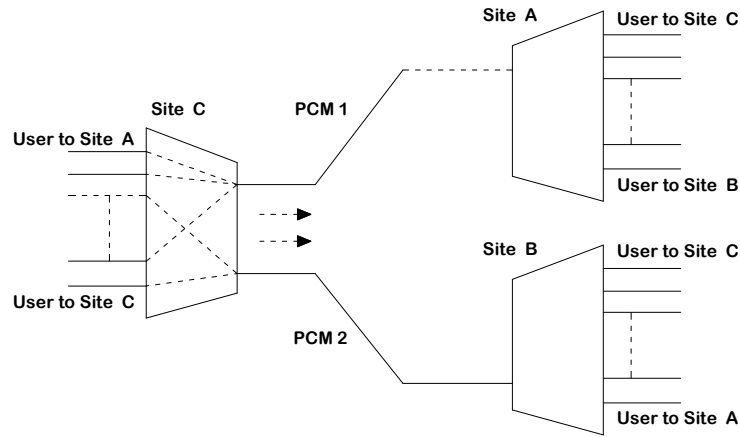 Site A
User to Site C
User to Site B
Site C
User to Site A
User to Site C
PCM 1
PCM 2
Site B
User to Site C
User to Site A